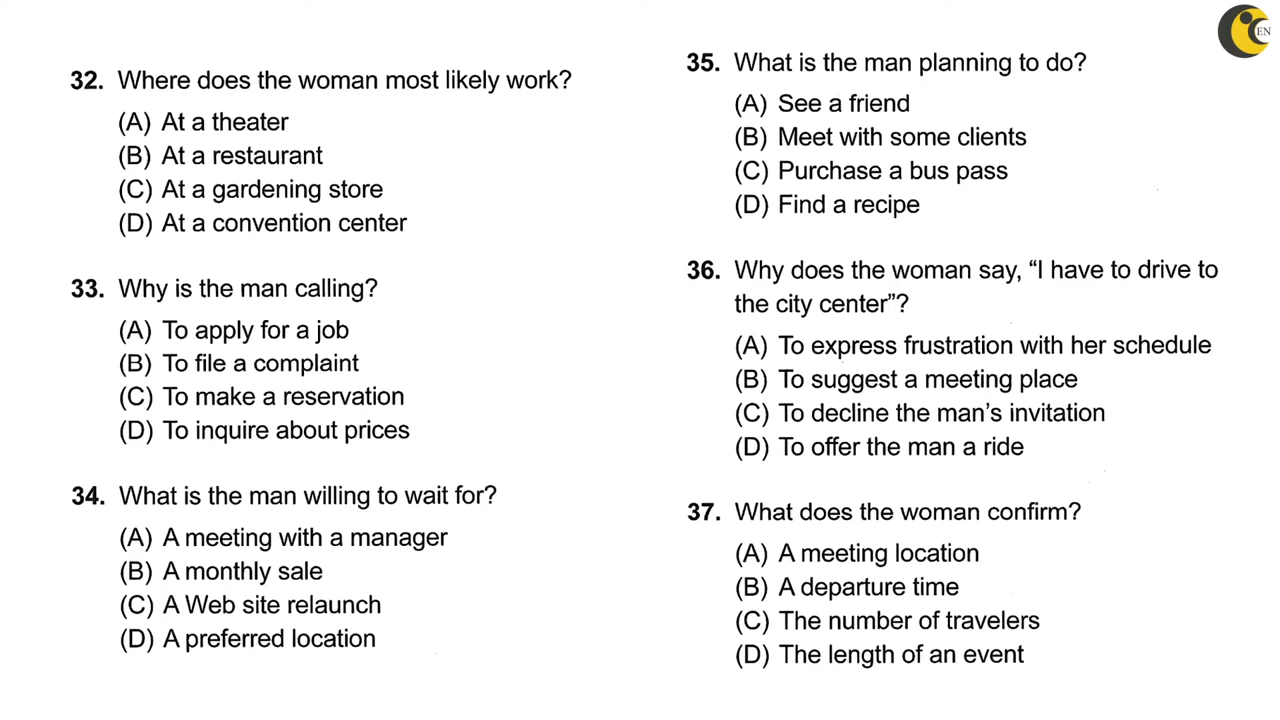 32. Where does the woman most likely work?
(A) At a theater
(B) At a restaurant
(C) At a gardening store
(D) At a convention center
33. Why is the man calling?
(A) To apply for a job
(B) To file a complaint
(C) To make a reservation
(D) To inquire about prices
34. What is the man willing to wait for?
(A) A meeting with a manager
(B) A monthly sale
(C) A Web site relaunch
(D) A preferred location
35. What is the man planning to do?
(A) See a friend
(B) Meet with some clients
(C) Purchase a bus pass
(D) Find a recipe
36. Why does the woman say, “I have to drive to
the city center”?
(A) To express frustration with her schedule
(B) To suggest a meeting place
(C) To decline the man’s invitation
(D) To offer the man a ride
37. What does the woman confirm?
(A) A meeting location
(B) A departure time
(C) The number of travelers
(D) The length of an event
EN